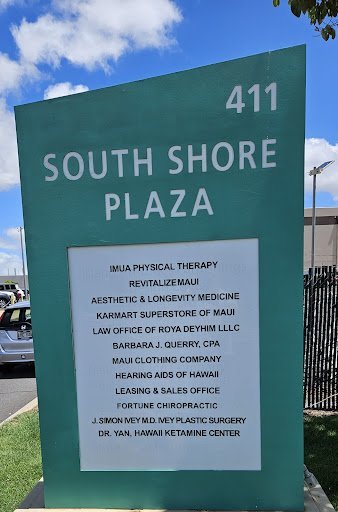 411
SOUTH SHORE
PLAZA
IMUA PHYSICAL THERAPY
REVITALIZEMAUI
AESTHETIC & LONGEVITY MEDICINE
KARMART SUPERSTORE OF MAUI
LAW OFFICE OF ROYA DEYHIM LLLC
BARBARA J. QUERRY, CPA
MAUI CLOTHING COMPANY
HEARING AIDS OF HAWAII
LEASING & SALES OFFICE
FORTUNE CHIROPRACTIC
J. SIMON IVEY M.D. IVEY PLASTIC SURGERY
DR. YAN, HAWAII KETAMINE CENTER